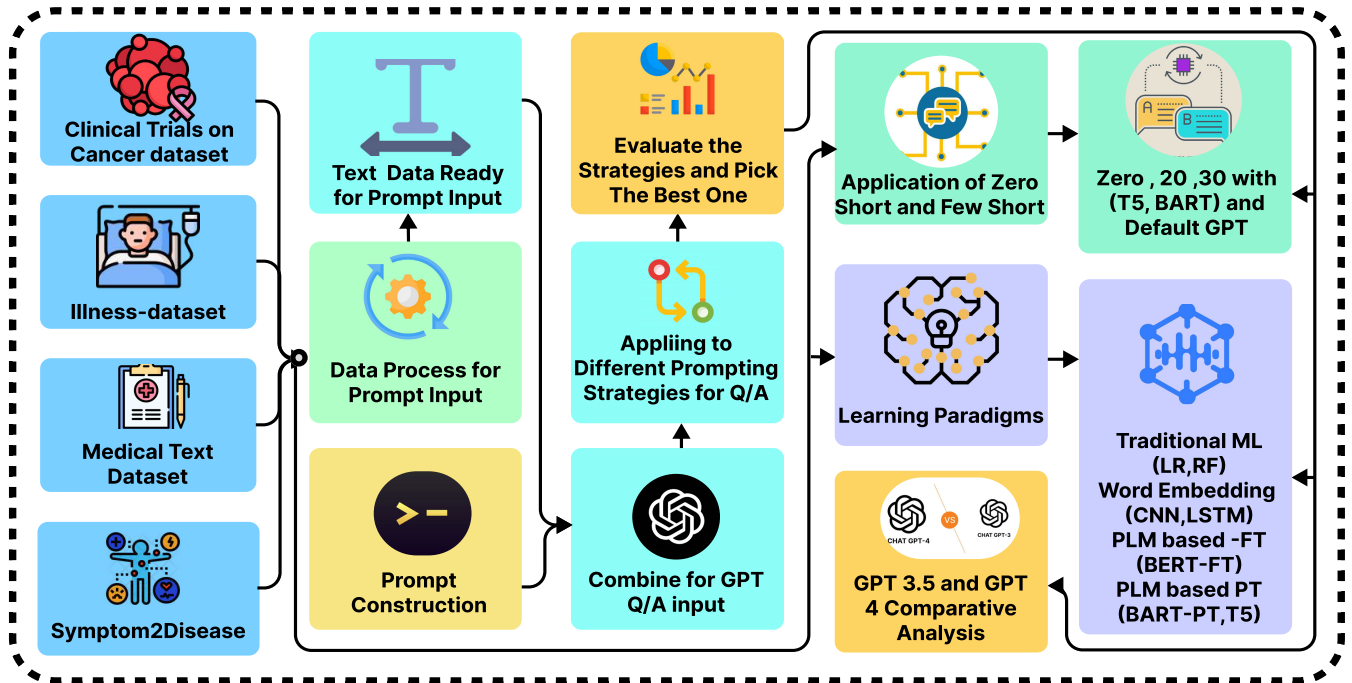 Clinical Trials on
Cancer dataset
Illness-dataset
Medical Text
Dataset
Symptom2Disease
Text Data Ready
for Prompt Input
Data Process for
Prompt Input
Prompt
Construction
Evaluate the
Strategies and Pick
The Best One
Appliing to
Different Prompting
Strategies for Q/A
Combine for GPT
Q/A input
Application of Zero
Short and Few Short
A
B
Zero , 20 ,30 with
(T5, BART) and
Default GPT
Learning Paradigms
Traditional ML
(LR,RF)
Word Embedding
(CNN,LSTM)
PLM based -FT
(BERT-FT)
PLM based PT
(BART-PT,T5)
CHAT GPT-4
VS
CHAT GPT-3
GPT 3.5 and GPT
4 Comparative
Analysis